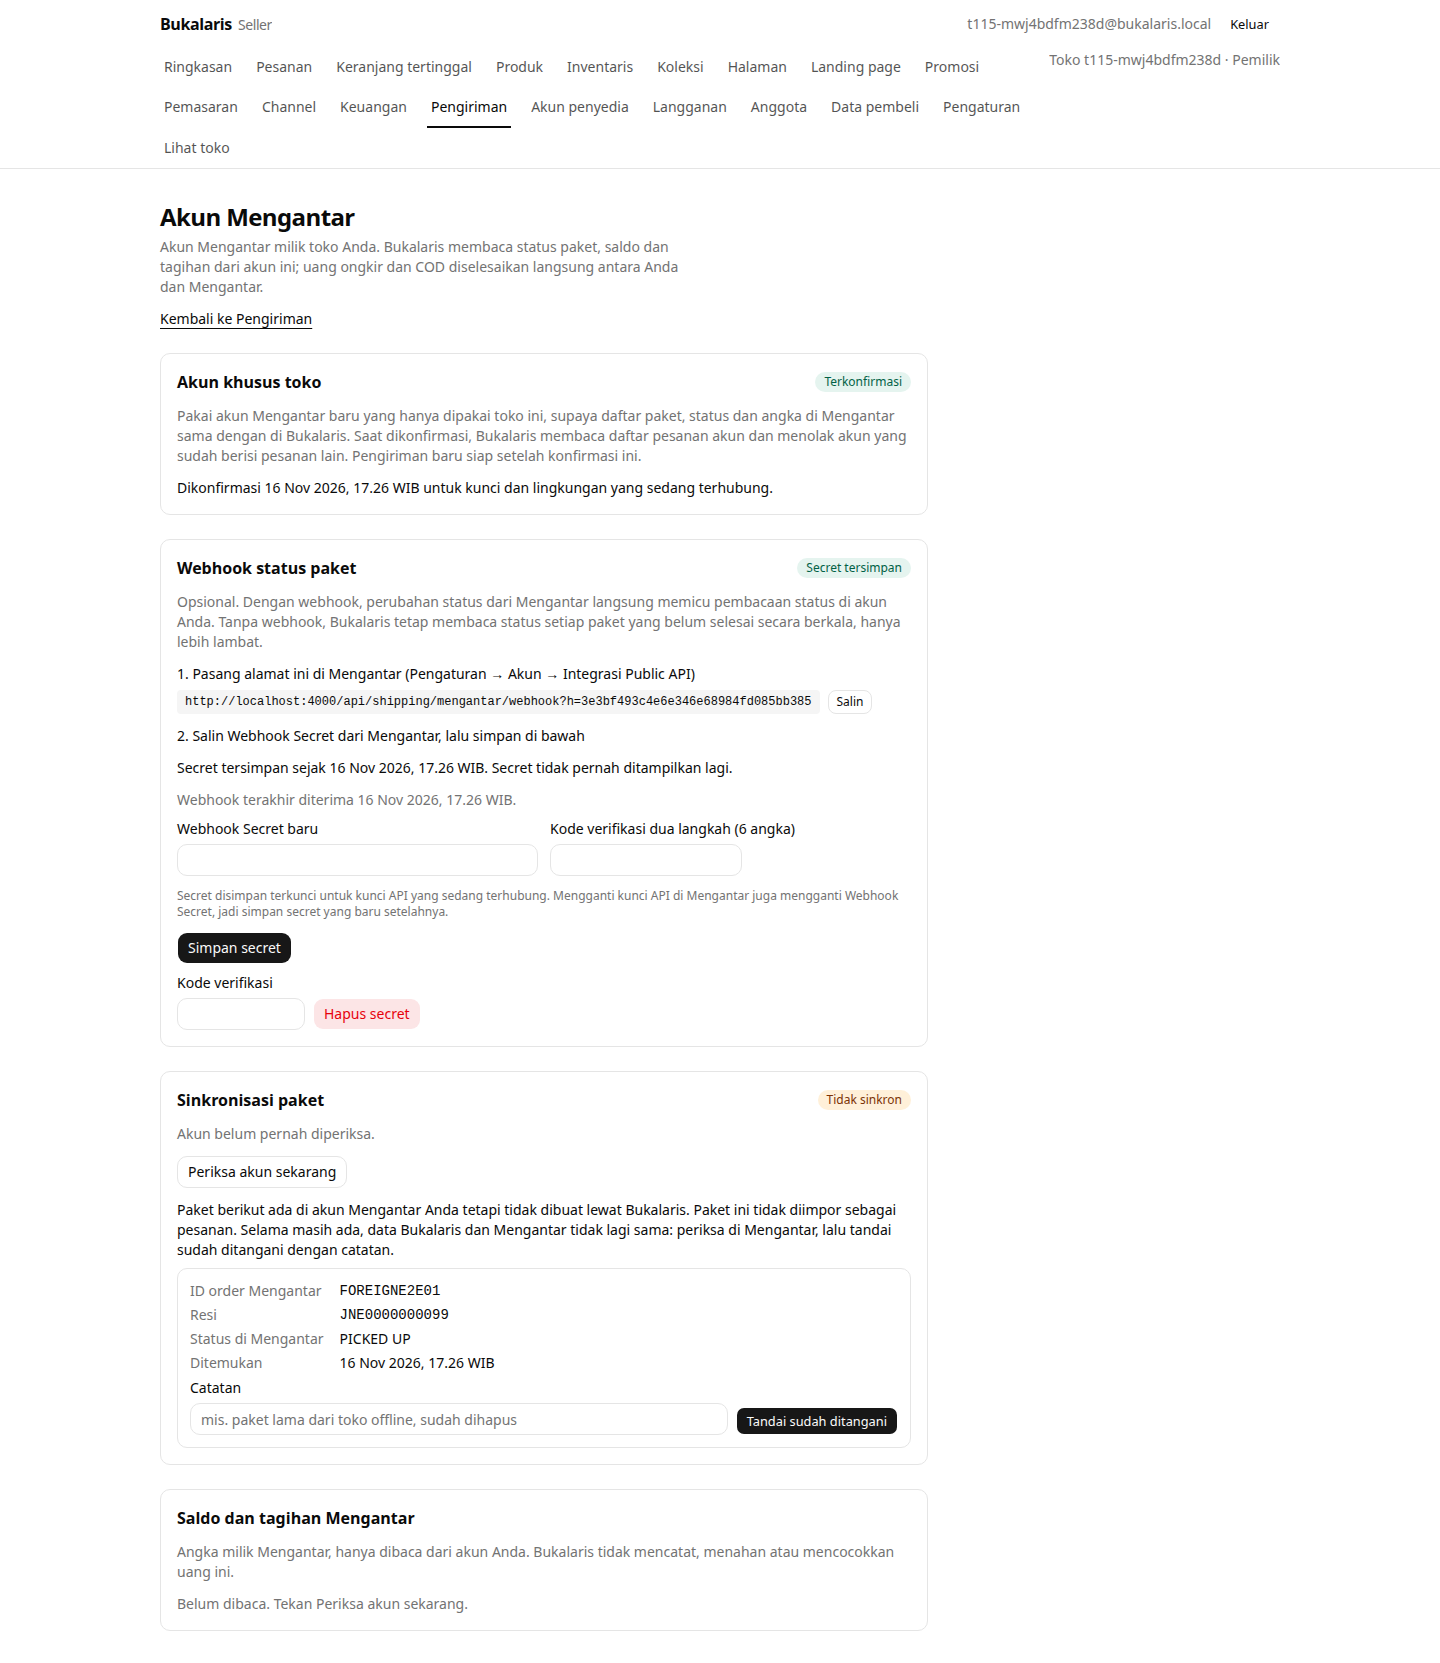 Bukalaris Seller
t115-mwj4bdfm238d@bukalaris.local Keluar
Ringkasan Pesanan Keranjang tertinggal Produk Inventaris Koleksi Halaman Landing page Promosi
Toko t115-mwj4bdfm238d · Pemilik
Pemasaran Channel Keuangan Pengiriman Akun penyedia Langganan Anggota Data pembeli Pengaturan
Lihat toko
Akun Mengantar
Akun Mengantar milik toko Anda. Bukalaris membaca status paket, saldo dan
tagihan dari akun ini; uang ongkir dan COD diselesaikan langsung antara Anda
dan Mengantar.
Kembali ke Pengiriman
Akun khusus toko
Terkonfirmasi
Pakai akun Mengantar baru yang hanya dipakai toko ini, supaya daftar paket, status dan angka di Mengantar
sama dengan di Bukalaris. Saat dikonfirmasi, Bukalaris membaca daftar pesanan akun dan menolak akun yang
sudah berisi pesanan lain. Pengiriman baru siap setelah konfirmasi ini.
Dikonfirmasi 16 Nov 2026, 17.26 WIB untuk kunci dan lingkungan yang sedang terhubung.
Webhook status paket
Secret tersimpan
Opsional. Dengan webhook, perubahan status dari Mengantar langsung memicu pembacaan status di akun
Anda. Tanpa webhook, Bukalaris tetap membaca status setiap paket yang belum selesai secara berkala, hanya
lebih lambat.
1. Pasang alamat ini di Mengantar (Pengaturan → Akun → Integrasi Public API)
http://localhost:4000/api/shipping/mengantar/webhook?h=3e3bf493c4e6e346e68984fd085bb385 Salin
2. Salin Webhook Secret dari Mengantar, lalu simpan di bawah
Secret tersimpan sejak 16 Nov 2026, 17.26 WIB. Secret tidak pernah ditampilkan lagi.
Webhook terakhir diterima 16 Nov 2026, 17.26 WIB.
Webhook Secret baru Kode verifikasi dua langkah (6 angka)
Secret disimpan terkunci untuk kunci API yang sedang terhubung. Mengganti kunci API di Mengantar juga mengganti Webhook
Secret, jadi simpan secret yang baru setelahnya.
Simpan secret
Kode verifikasi
Hapus secret
Sinkronisasi paket
Tidak sinkron
Akun belum pernah diperiksa.
Periksa akun sekarang
Paket berikut ada di akun Mengantar Anda tetapi tidak dibuat lewat Bukalaris. Paket ini tidak diimpor sebagai
pesanan. Selama masih ada, data Bukalaris dan Mengantar tidak lagi sama: periksa di Mengantar, lalu tandai
sudah ditangani dengan catatan.
ID order Mengantar FOREIGNE2E01
Resi JNE0000000099
Status di Mengantar PICKED UP
Ditemukan 16 Nov 2026, 17.26 WIB
Catatan
mis. paket lama dari toko offline, sudah dihapus Tandai sudah ditangani
Saldo dan tagihan Mengantar
Angka milik Mengantar, hanya dibaca dari akun Anda. Bukalaris tidak mencatat, menahan atau mencocokkan
uang ini.
Belum dibaca. Tekan Periksa akun sekarang.